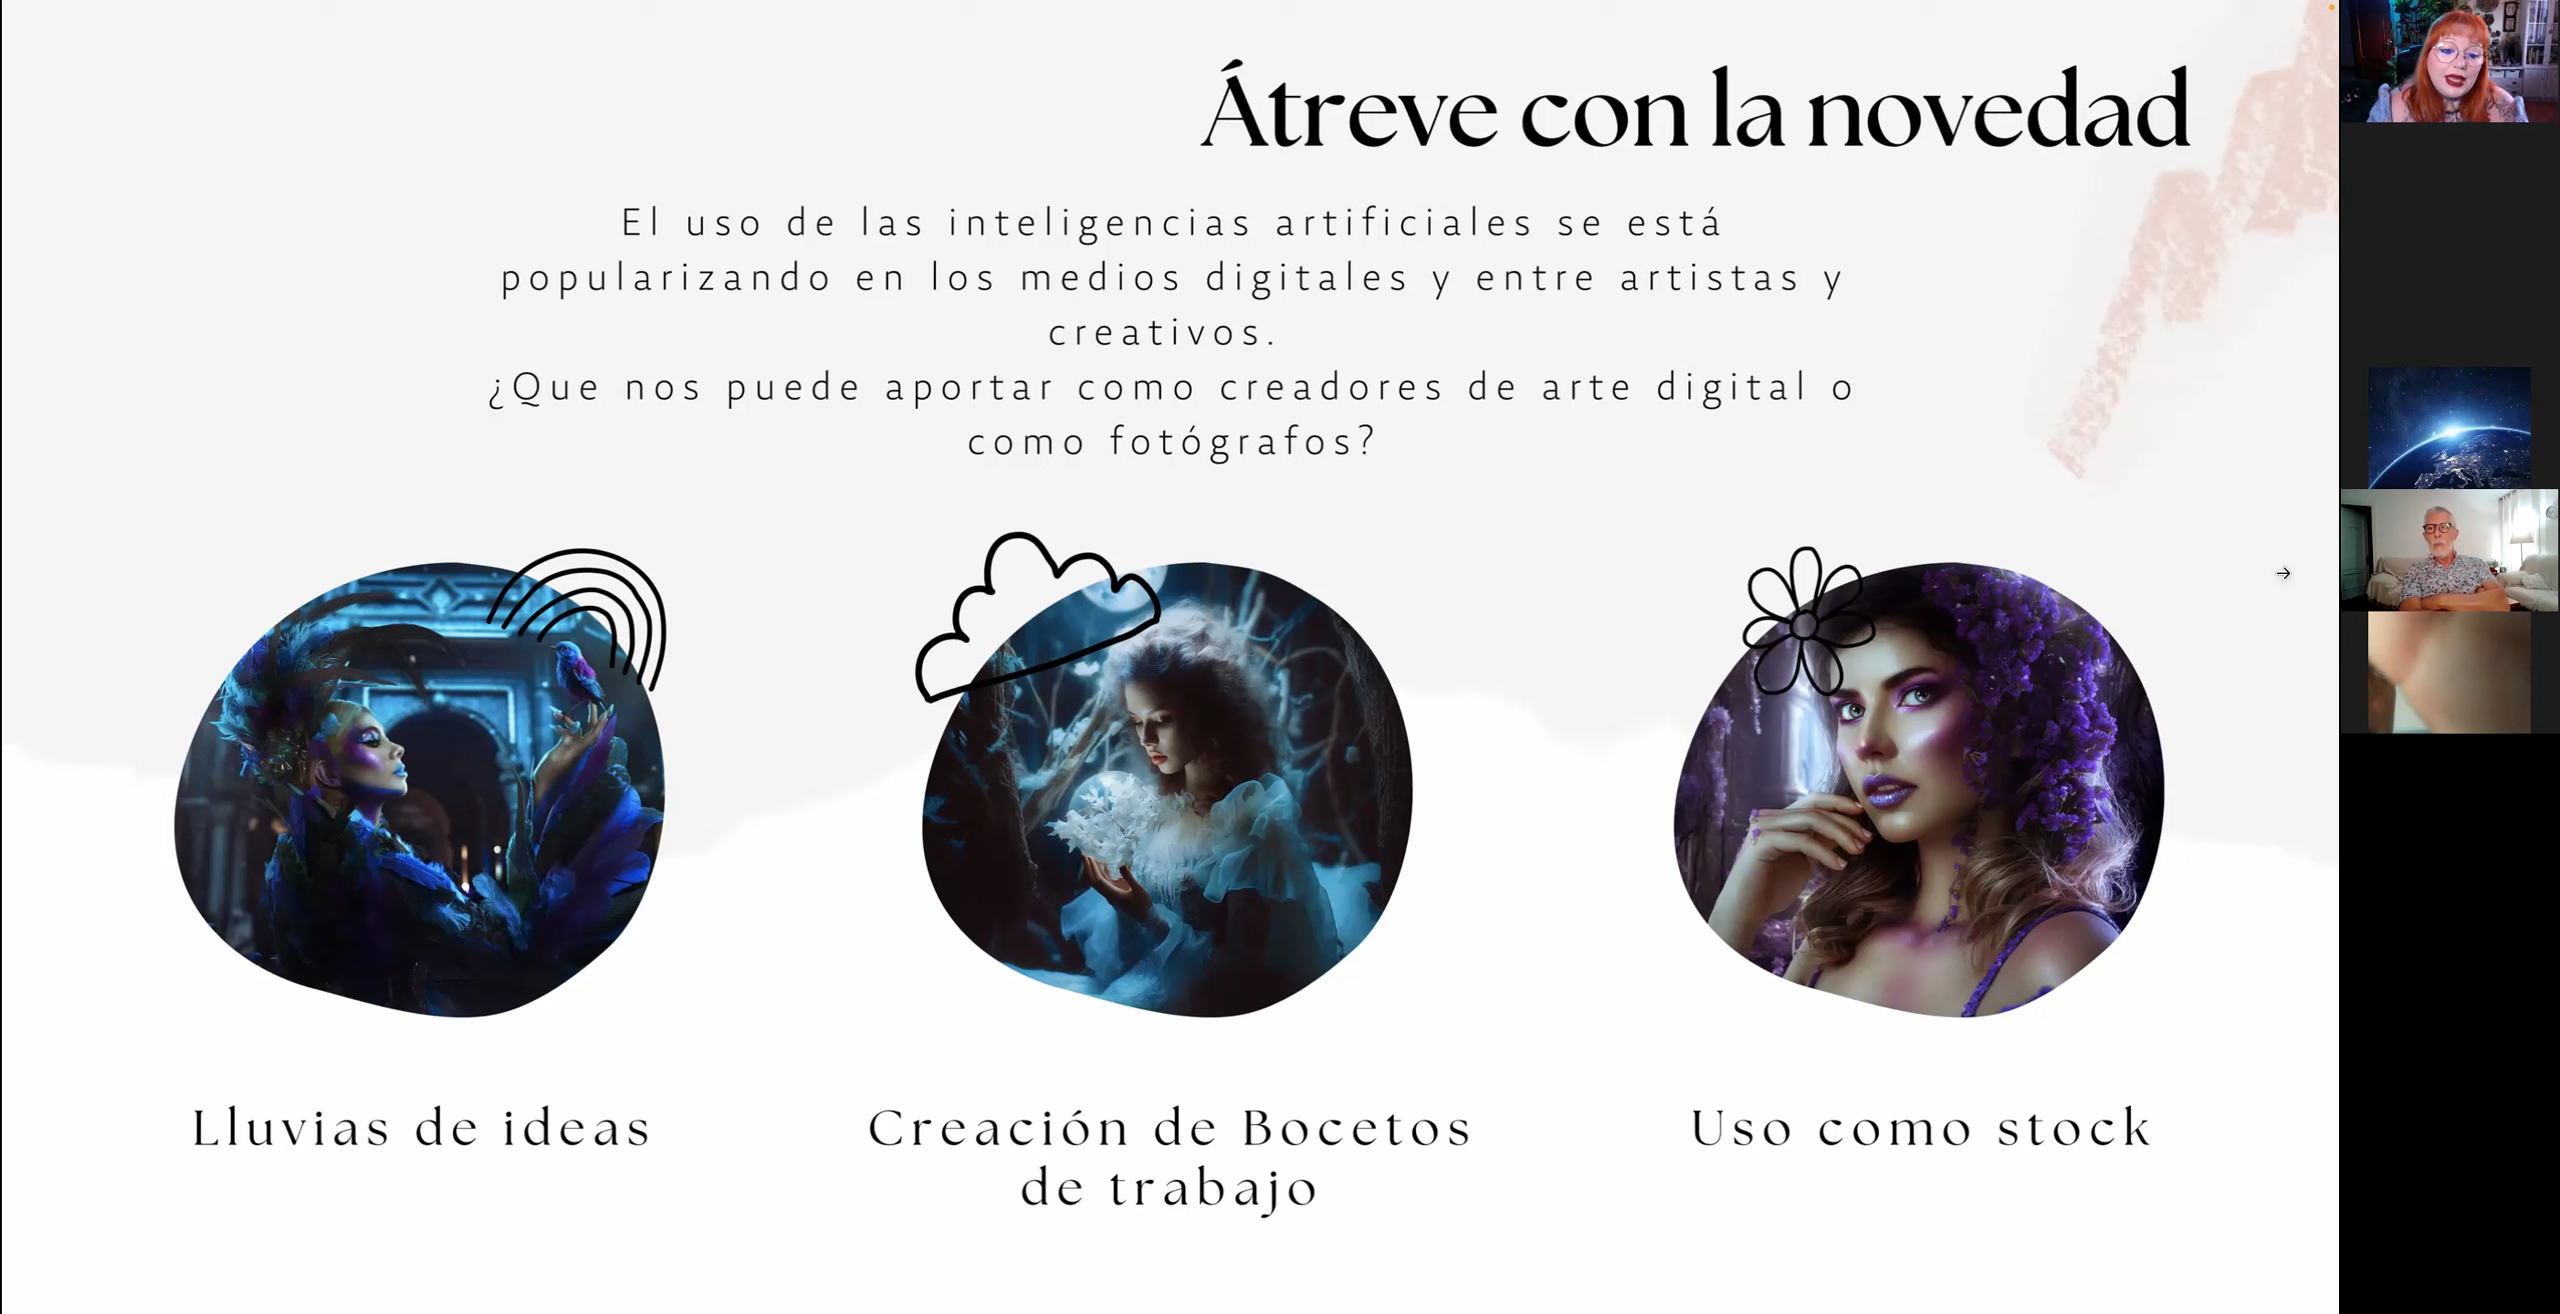 Átreve con la novedad
El uso de las inteligencias artificiales se está
popularizando en los medios digitales y entre artistas y
creativos.
¿Que nos puede aportar como creadores de arte digital o
como fotógrafos?
Lluvias de ideas
Creación de Bocetos
de trabajo
Uso como stock